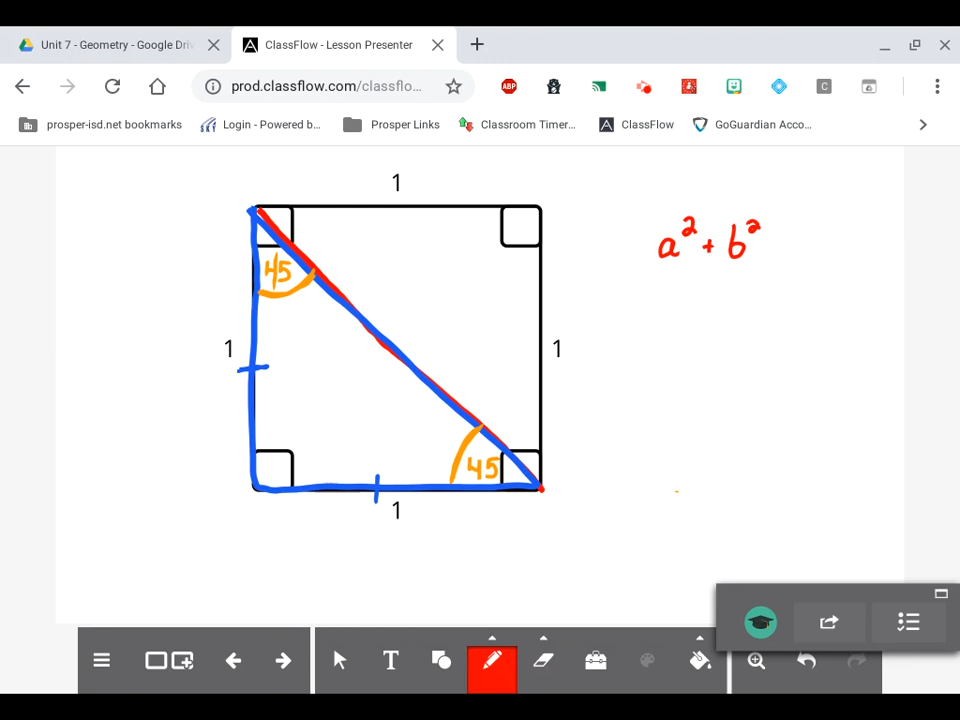 Unit 7 - Geometry - Google Driv
ClassFlow - Lesson Presenter
prod.classflow.com/classflo...
ABP
C
prosper-isd.net bookmarks
Login - Powered b...
Prosper Links
Classroom Timer...
ClassFlow
GoGuardian Acco...
1
a² + b²
45
1
1
45
1
T